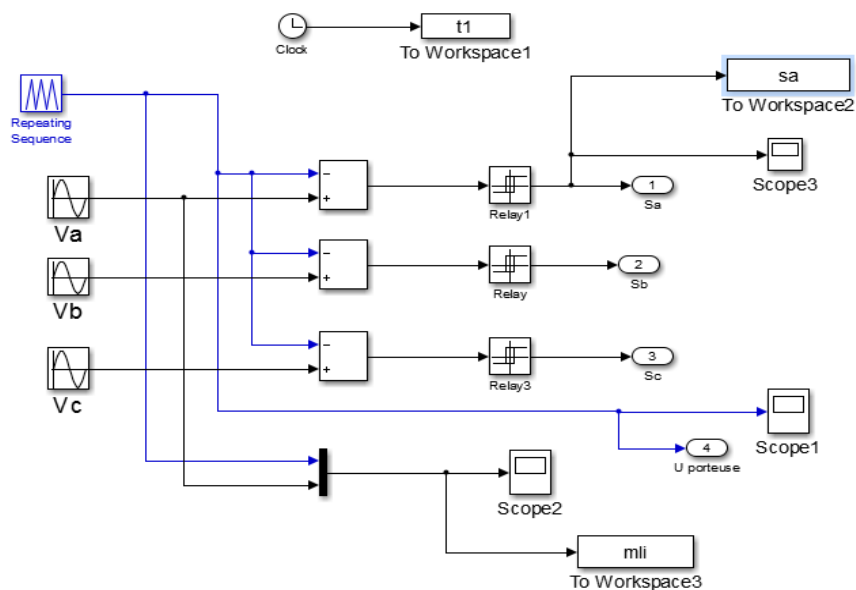 t1
Clock
To Workspace1
sa
To Workspace2
Repeating
Sequence
Scope3
Va
−
+
Relay1
1
Sa
Vb
−
+
Relay
2
Sb
Vc
−
+
Relay3
3
Sc
Scope1
4
U porteuse
Scope2
mli
To Workspace3